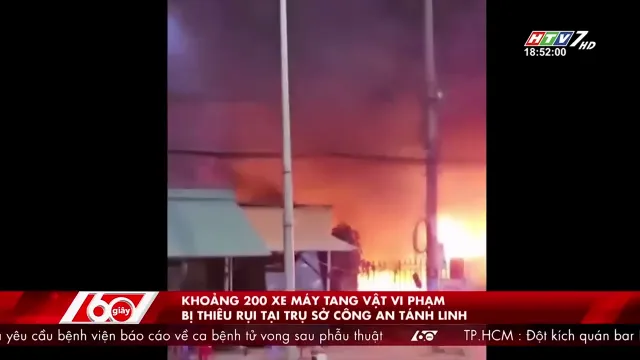 HTV7 HD
18:52:00
60 giây
KHOẢNG 200 XE MÁY TANG VẬT VI PHẠM
BỊ THIÊU RỤI TẠI TRỤ SỞ CÔNG AN TÁNH LINH
yêu cầu bệnh viện báo cáo về ca bệnh tử vong sau phẫu thuật HTV TP.HCM : Đột kích quán bar